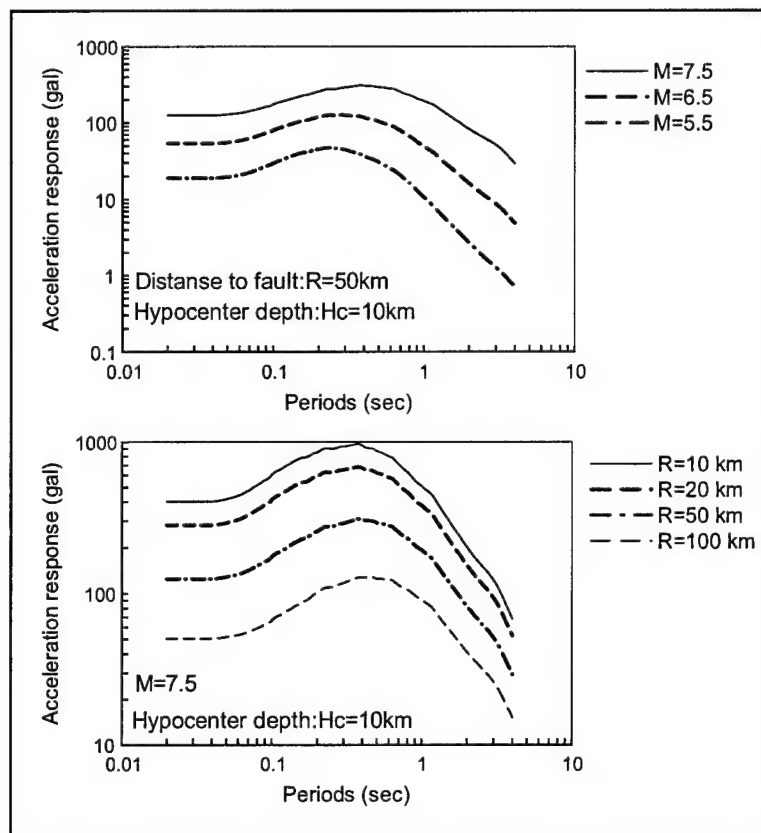 1000
100
10
1
0.1
Acceleration response (gal)
0.01
0.1
1
10
Periods (sec)
Distanse to fault:R=50km
Hypocenter depth:Hc=10km
M=7.5
M=6.5
M=5.5
1000
100
10
Acceleration response (gal)
0.01
0.1
1
10
Periods (sec)
M=7.5
Hypocenter depth:Hc=10km
R=10 km
R=20 km
R=50 km
R=100 km